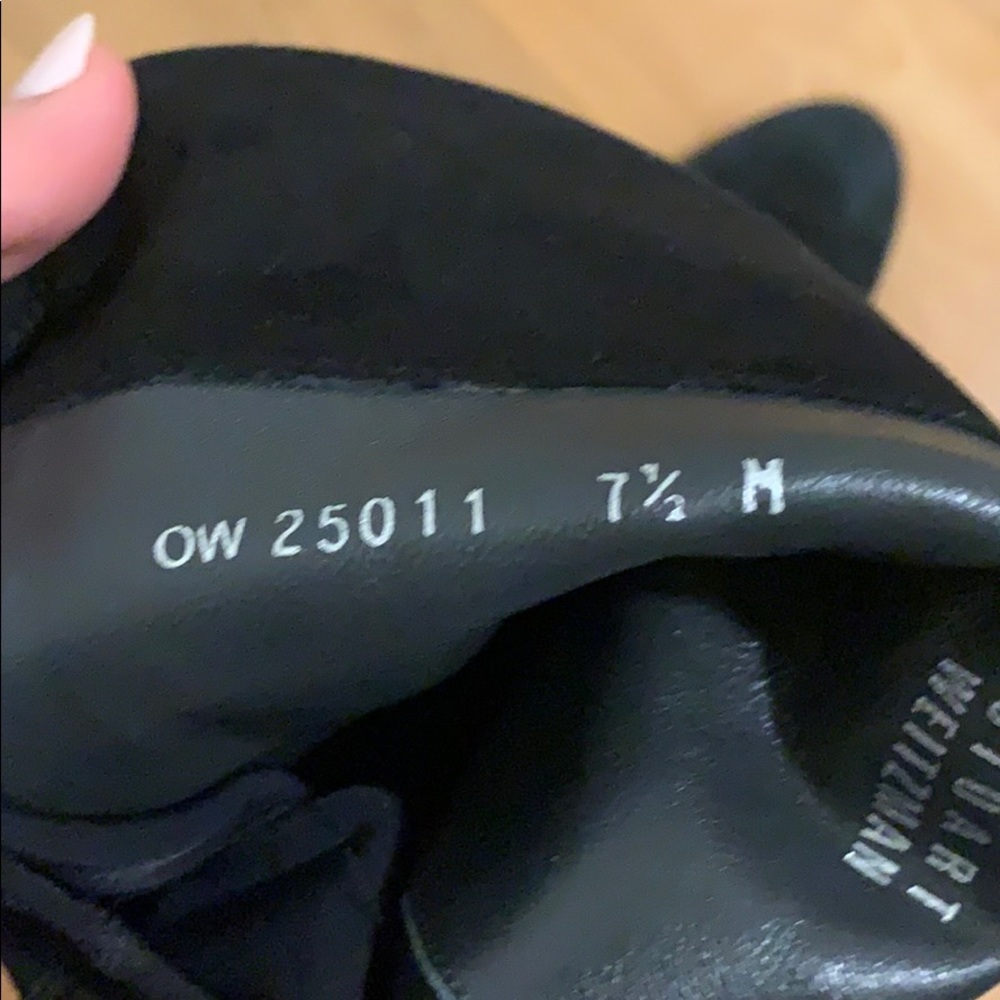 OW 25011 7½ M
STUART
WEITZMAN